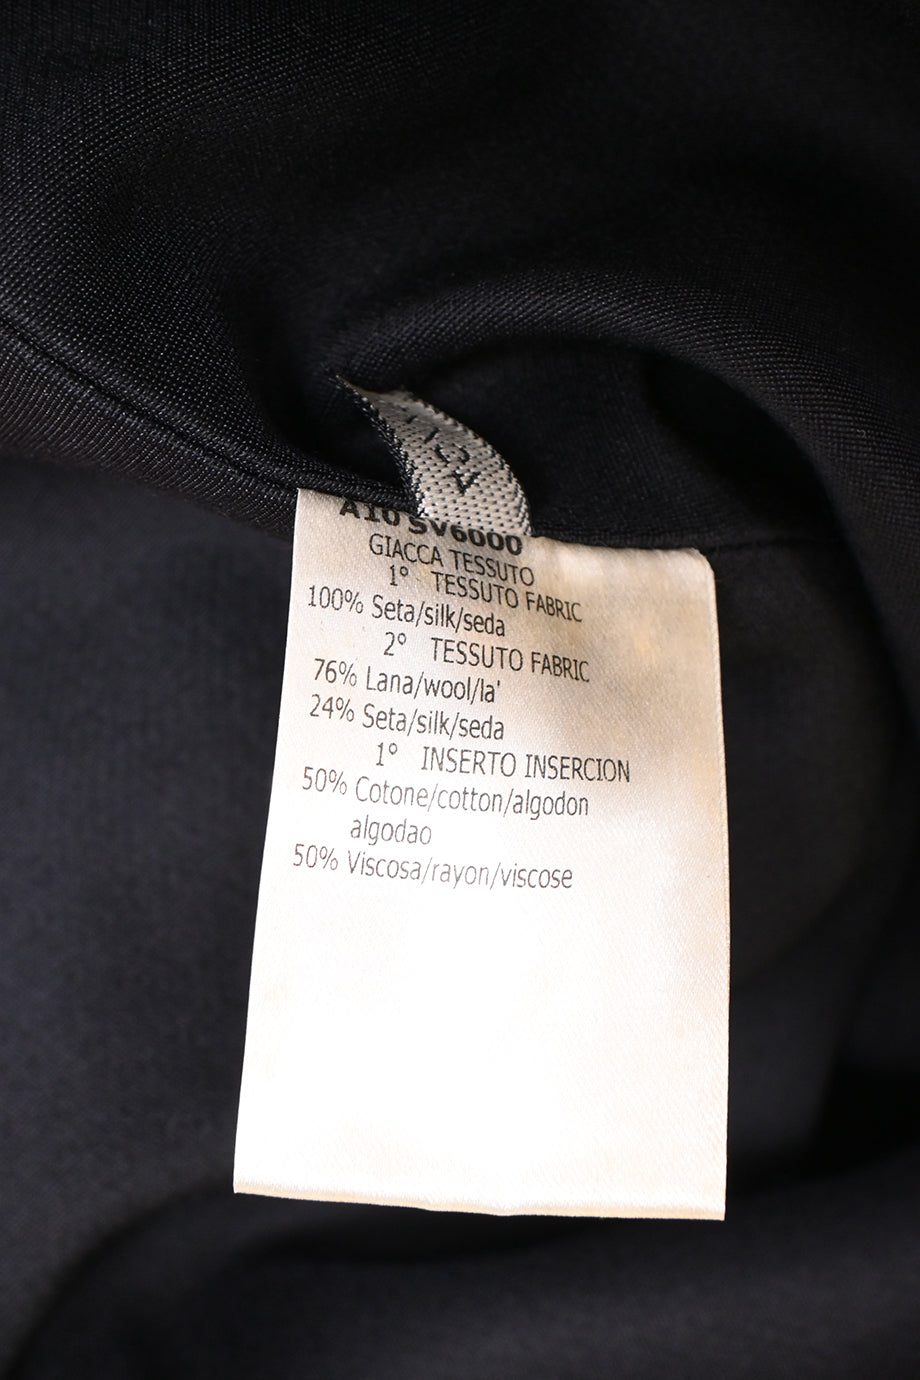 A10 SV6000
GIACCA TESSUTO
1° TESSUTO FABRIC
100% Seta/silk/seda
2° TESSUTO FABRIC
76% Lana/wool/la'
24% Seta/silk/seda
1° INSERTO INSERCION
50% Cotone/cotton/algodon
algodao
50% Viscosa/rayon/viscose